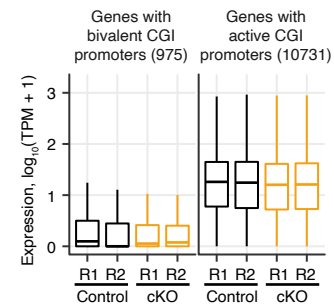 Genes with
bivalent CGI
promoters (975)
Genes with
active CGI
promoters (10731)
Expression, log₁₀(TPM + 1)
3
2
1
0
R1 R2 R1 R2 R1 R2 R1 R2
Control cKO Control cKO